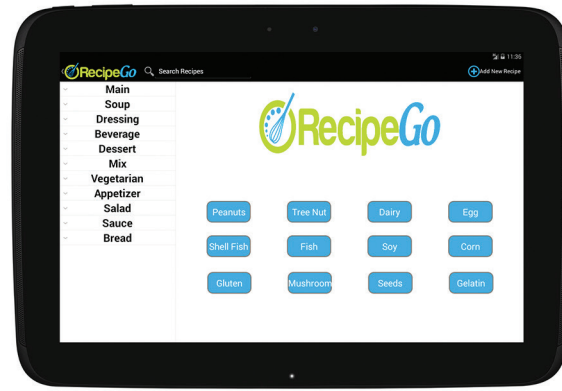 11:35
RecipeGo Search Recipes Add New Recipe
Main
Soup
Dressing
Beverage
Dessert
Mix
Vegetarian
Appetizer
Salad
Sauce
Bread
RecipeGo
Peanuts Tree Nut Dairy Egg
Shell Fish Fish Soy Corn
Gluten Mushroom Seeds Gelatin